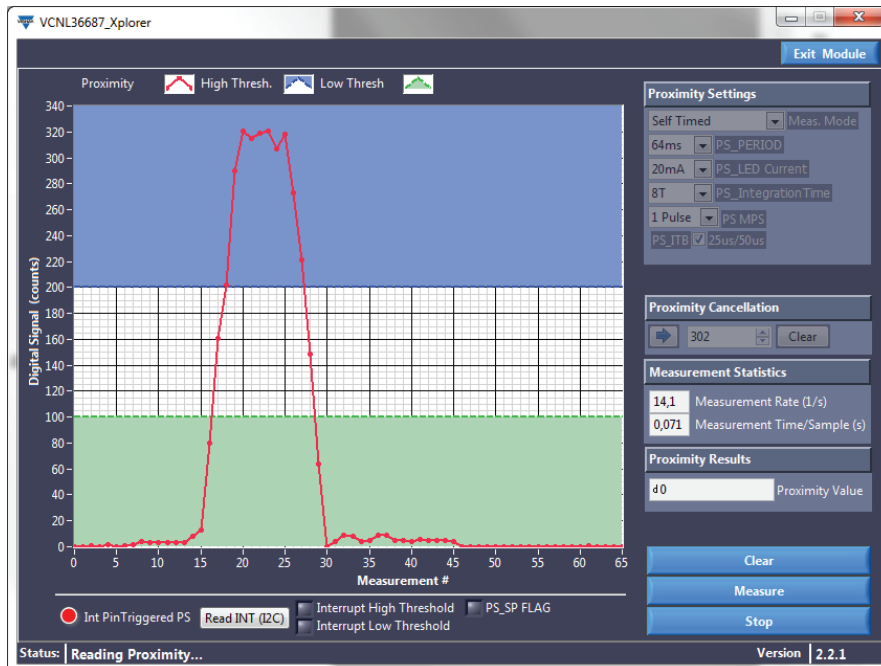 VCNL36687_Xplorer
Exit Module
Proximity High Thresh. Low Thresh
340
320
300
280
260
240
220
200
180
160
140
120
100
80
60
40
20
0
Digital Signal (counts)
0 5 10 15 20 25 30 35 40 45 50 55 60 65
Measurement #
Proximity Settings
Self Timed Meas. Mode
64ms PS_PERIOD
20mA PS_LED Current
8T PS_IntegrationTime
1 Pulse PS MPS
PS_ITB 25us/50us
Proximity Cancellation
302 Clear
Measurement Statistics
14,1 Measurement Rate (1/s)
0,071 Measurement Time/Sample (s)
Proximity Results
d 0 Proximity Value
Clear
Measure
Stop
Int PinTriggered PS Read INT (I2C) Interrupt High Threshold PS_SP FLAG
Interrupt Low Threshold
Status: Reading Proximity... Version 2.2.1